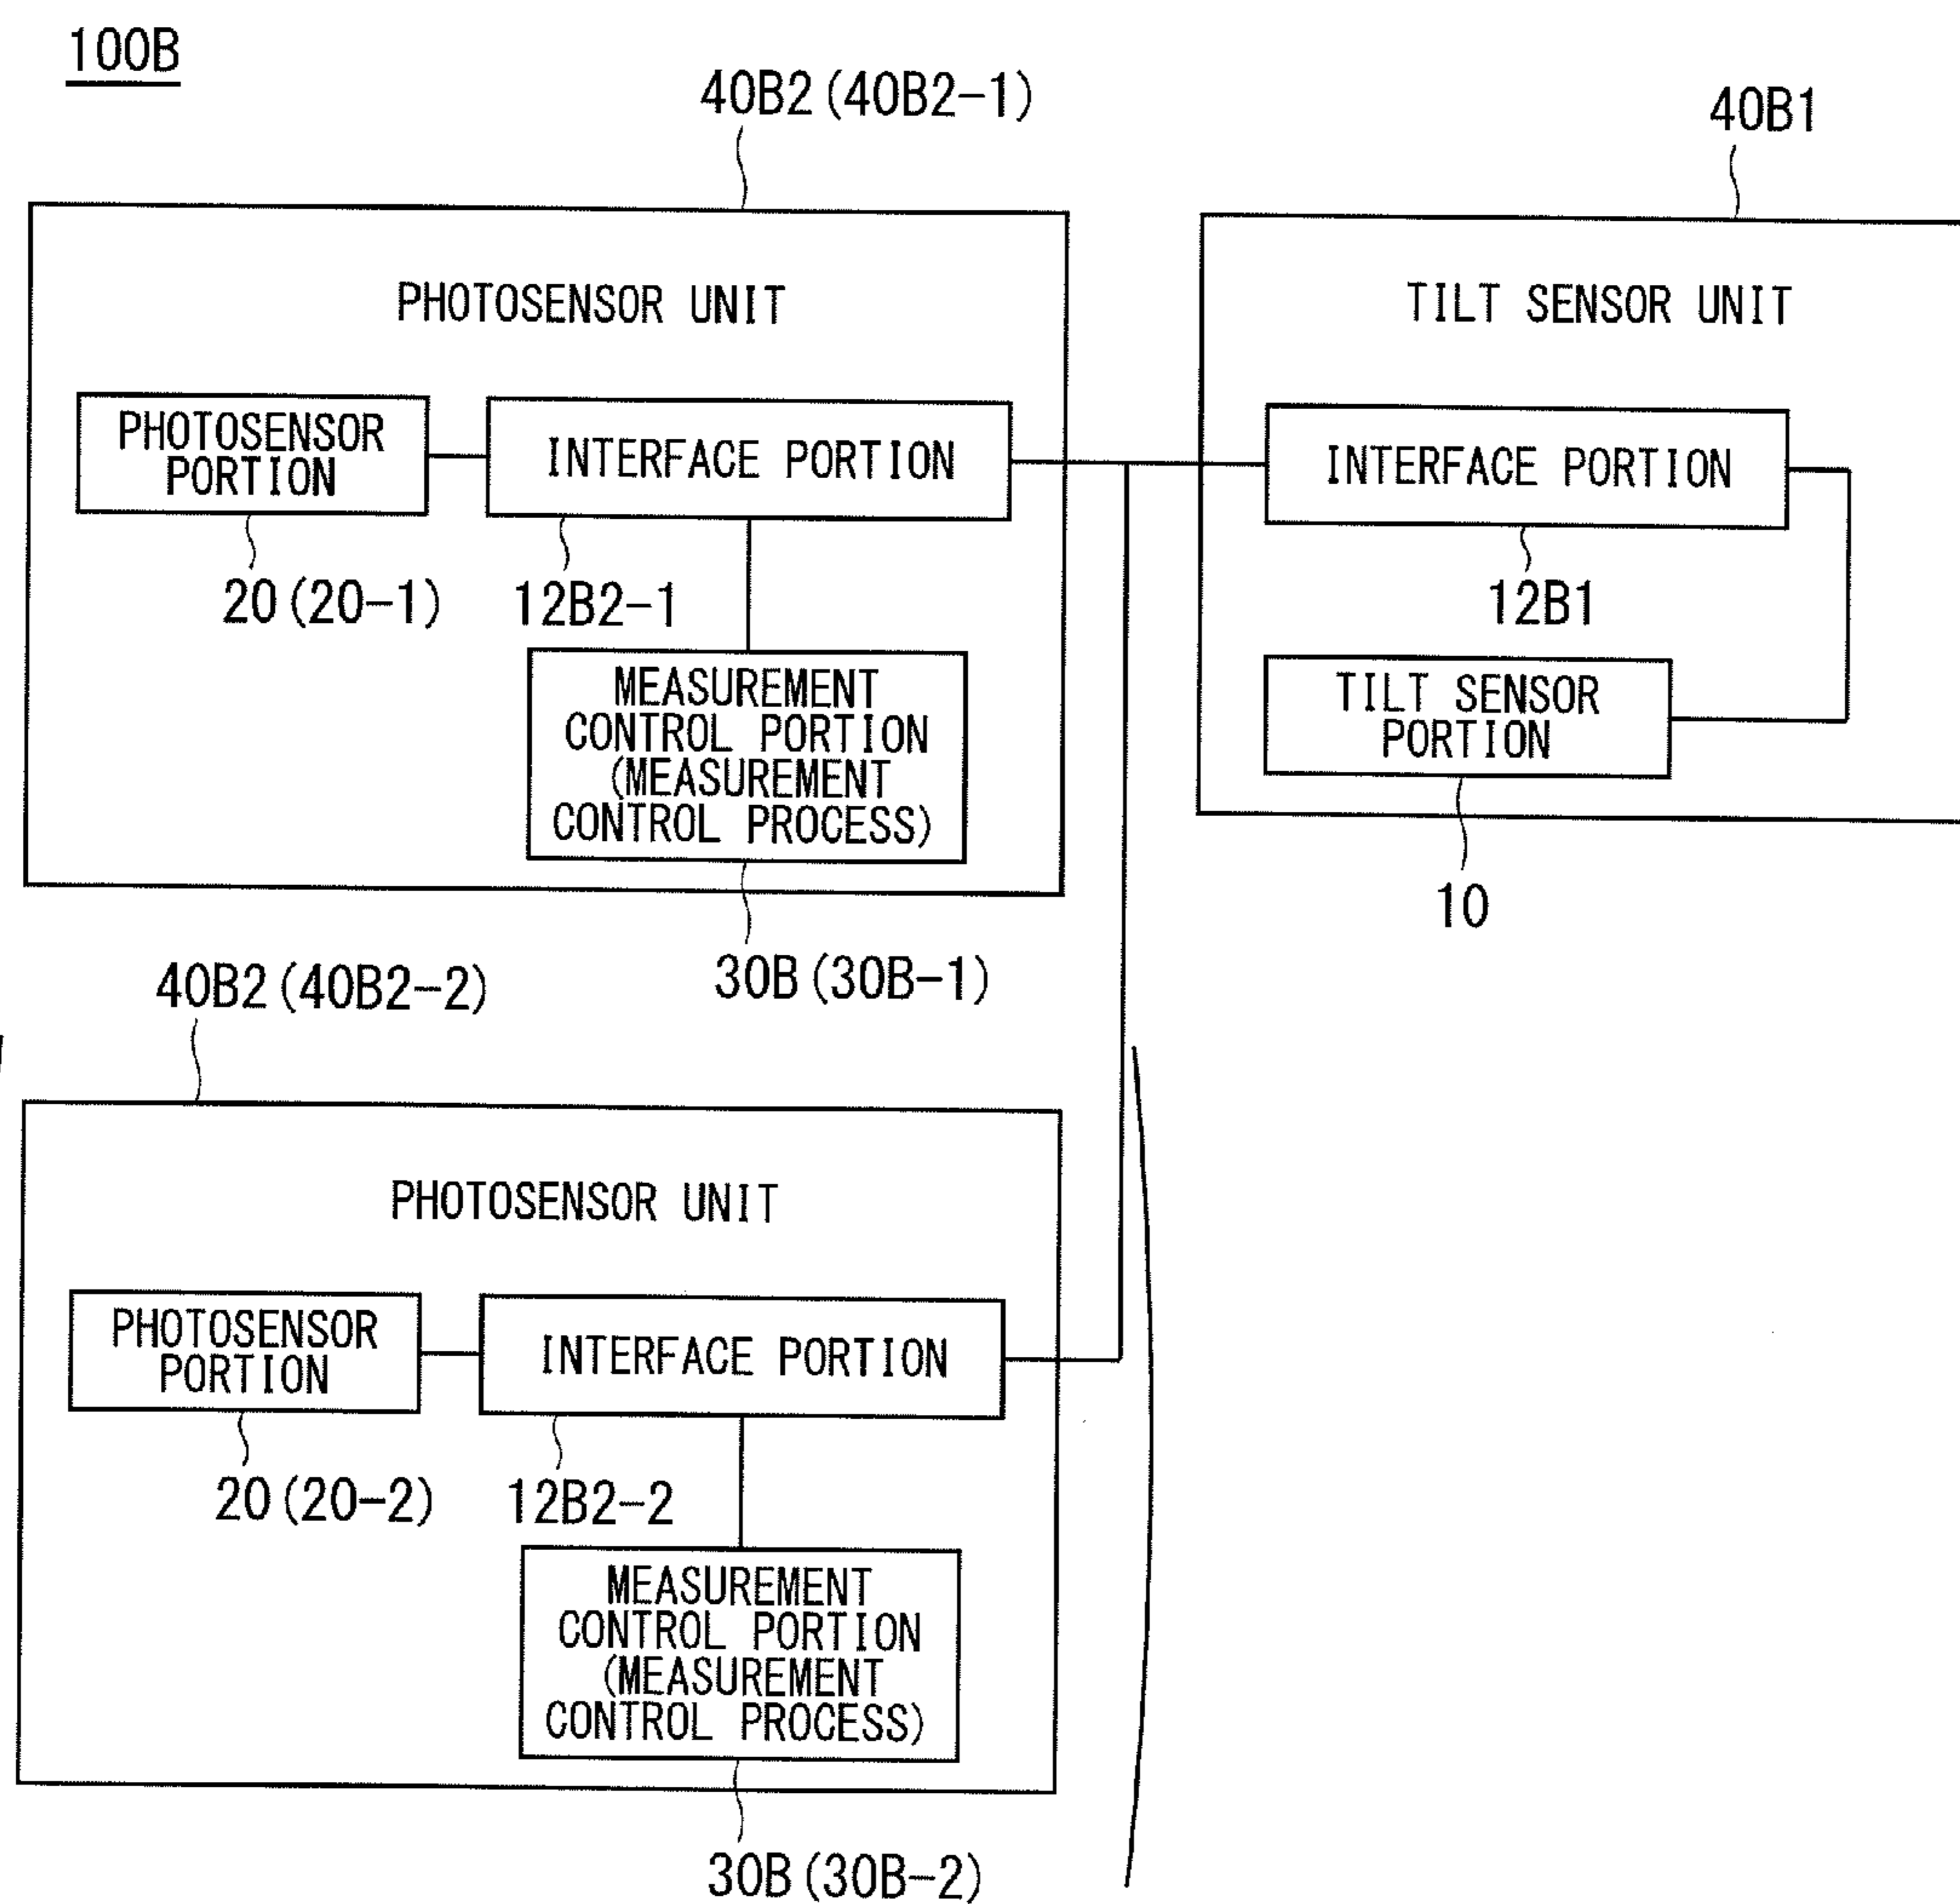 100B
40B2(40B2-1)
40B1
PHOTOSENSOR UNIT
TILT SENSOR UNIT
PHOTOSENSOR
PORTION
INTERFACE PORTION
INTERFACE PORTION
20(20-1)
12B2-1
12B1
MEASUREMENT
CONTROL PORTION
(MEASUREMENT
CONTROL PROCESS)
TILT SENSOR
PORTION
10
30B(30B-1)
40B2(40B2-2)
PHOTOSENSOR UNIT
PHOTOSENSOR
PORTION
INTERFACE PORTION
20(20-2)
12B2-2
MEASUREMENT
CONTROL PORTION
(MEASUREMENT
CONTROL PROCESS)
30B(30B-2)